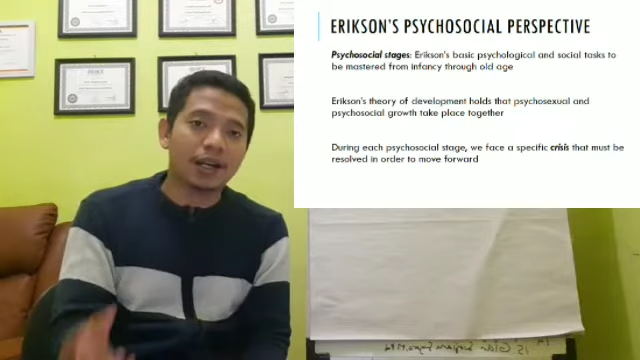 ERIKSON'S PSYCHOSOCIAL PERSPECTIVE
Psychosocial stages: Erikson's basic psychological and social tasks to
be mastered from infancy through old age
Erikson's theory of development holds that psychosexual and
psychosocial growth take place together
During each psychosocial stage, we face a specific crisis that must be
resolved in order to move forward